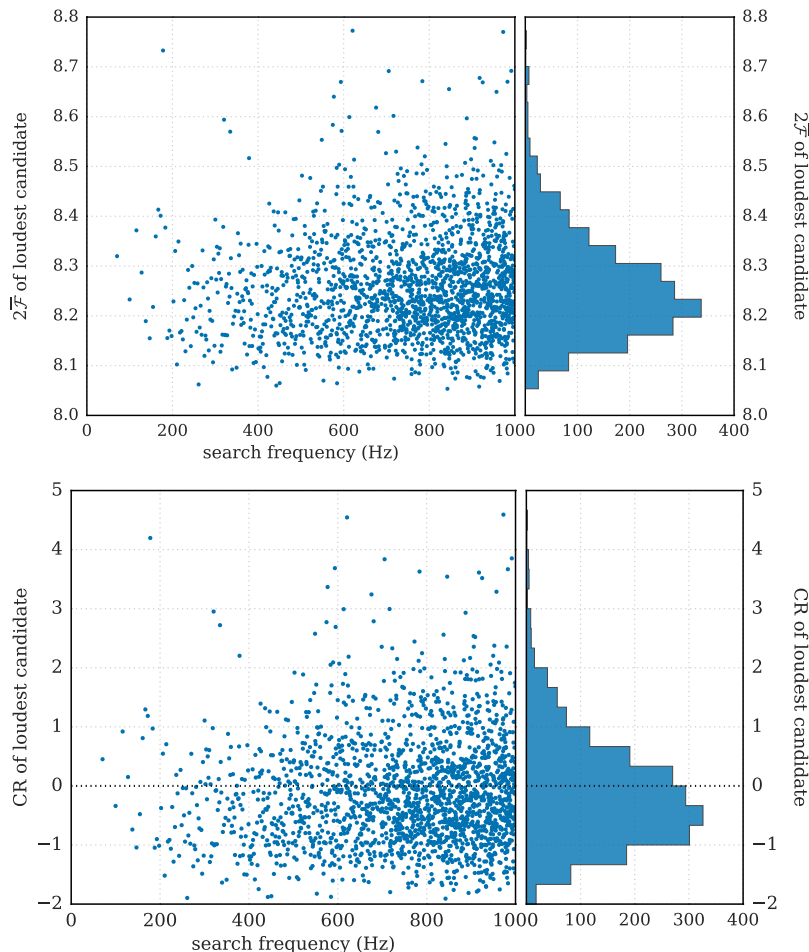 8.8 8.8
8.7 8.7
8.6 8.6
8.5 8.5
8.4 8.4
8.3 8.3
8.2 8.2
8.1 8.1
8.0 8.0
2F̅ of loudest candidate
2F̅ of loudest candidate
0 200 400 600 800 1000 100 200 300 400
search frequency (Hz)
5 5
4 4
3 3
2 2
1 1
0 0
−1 −1
−2 −2
CR of loudest candidate
CR of loudest candidate
0 200 400 600 800 1000 100 200 300 400
search frequency (Hz)